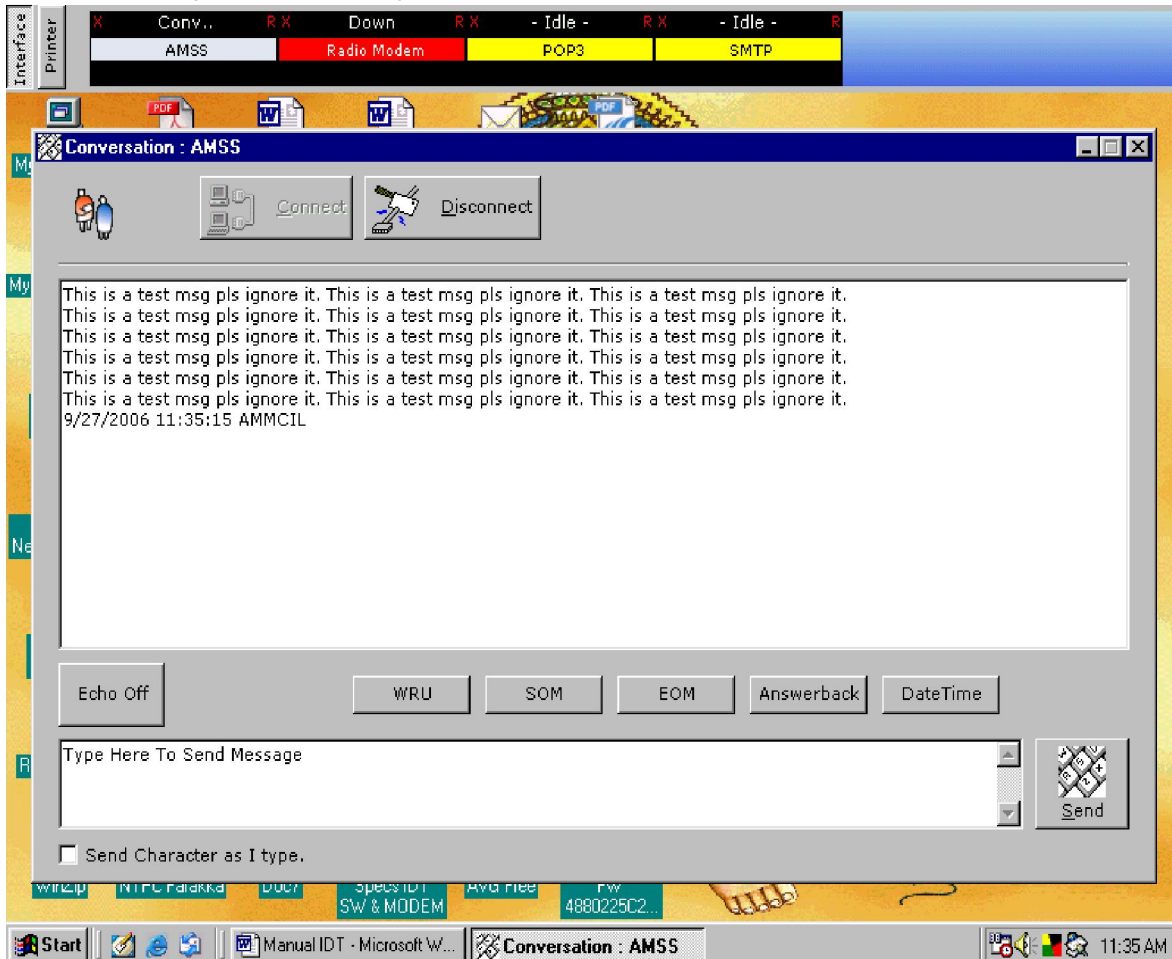 Interface
Printer
X Conv.. R X Down R X - Idle - R X - Idle - R
AMSS Radio Modem POP3 SMTP
PDF
PDF
Conversation : AMSS
My
Connect
Disconnect
My
This is a test msg pls ignore it. This is a test msg pls ignore it. This is a test msg pls ignore it.
This is a test msg pls ignore it. This is a test msg pls ignore it. This is a test msg pls ignore it.
This is a test msg pls ignore it. This is a test msg pls ignore it. This is a test msg pls ignore it.
This is a test msg pls ignore it. This is a test msg pls ignore it. This is a test msg pls ignore it.
This is a test msg pls ignore it. This is a test msg pls ignore it. This is a test msg pls ignore it.
This is a test msg pls ignore it. This is a test msg pls ignore it. This is a test msg pls ignore it.
9/27/2006 11:35:15 AMMCIL
Ne
Echo Off WRU SOM EOM Answerback DateTime
R
Type Here To Send Message
Send
Send Character as I type.
WinZip NTPC Farakka Doc7 Specs IDT AVG Free FW
SW & MODEM 4880225C2...
Start Manual IDT - Microsoft W... Conversation : AMSS 11:35 AM